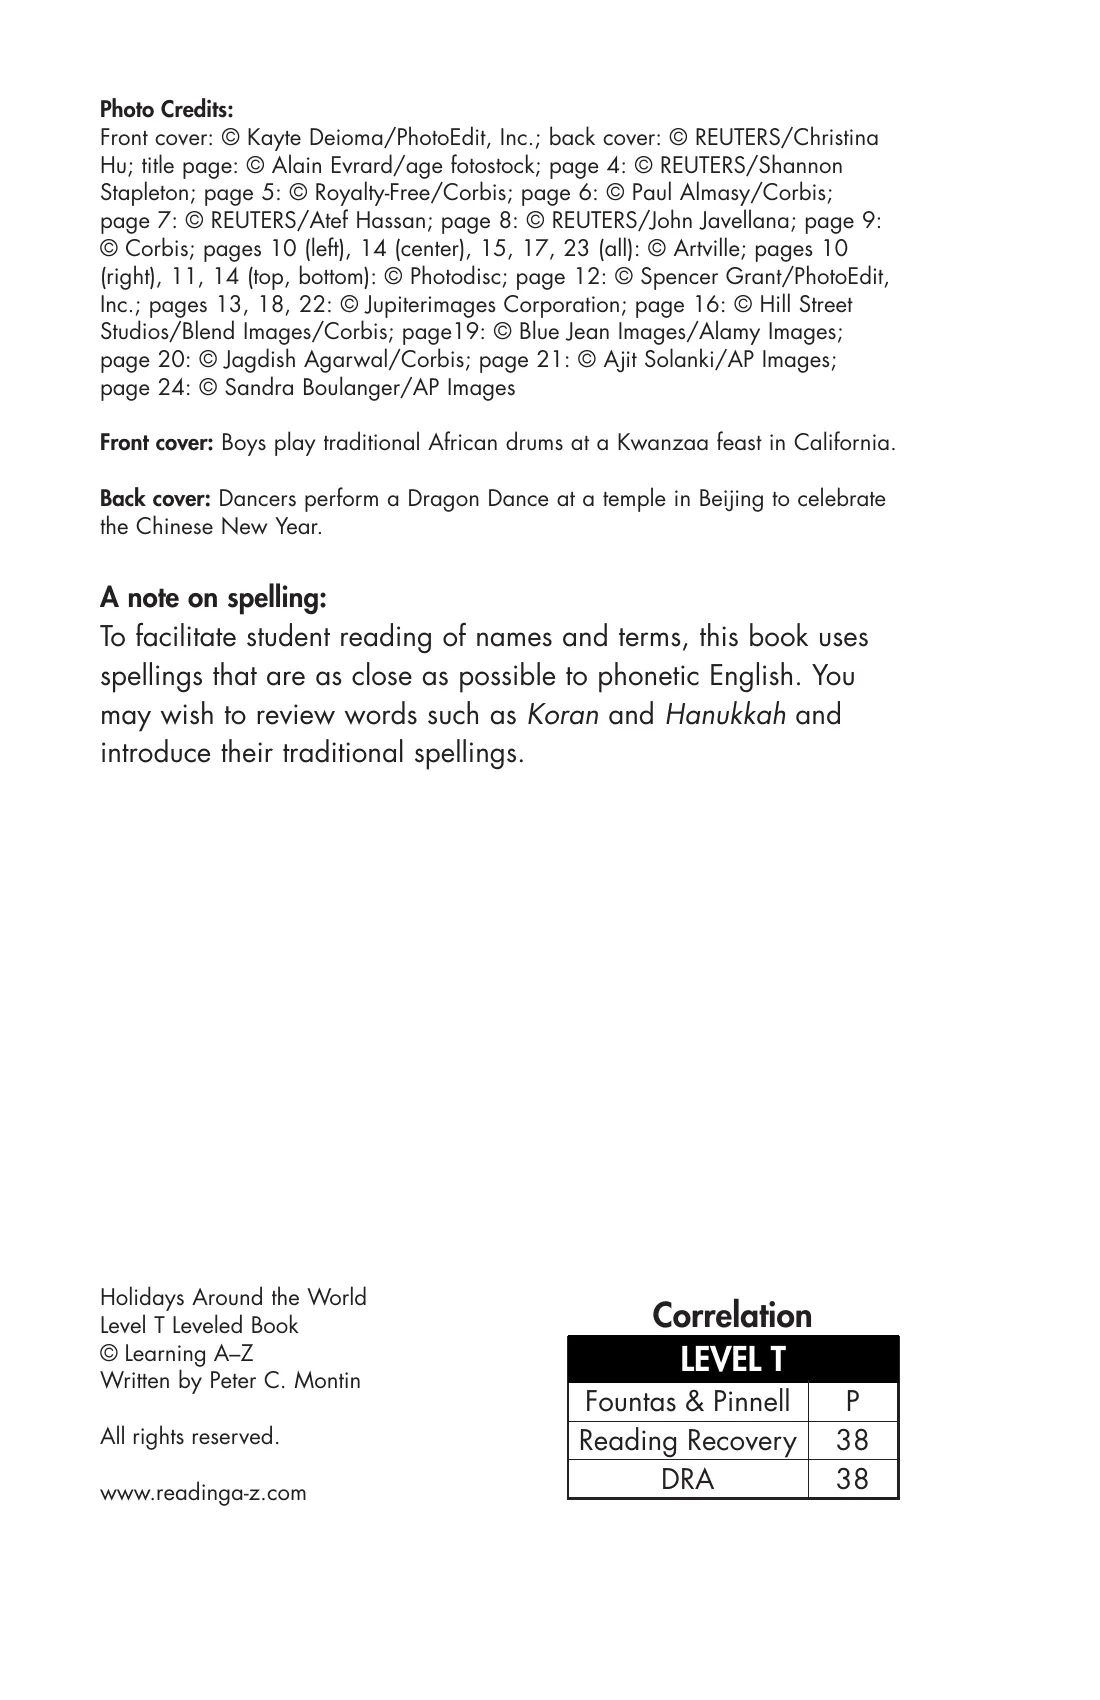 Photo Credits:
Front cover: © Kayte Deioma/PhotoEdit, Inc.; back cover: © REUTERS/Christina
Hu; title page: © Alain Evrard/age fotostock; page 4: © REUTERS/Shannon
Stapleton; page 5: © Royalty-Free/Corbis; page 6: © Paul Almasy/Corbis;
page 7: © REUTERS/Atef Hassan; page 8: © REUTERS/John Javellana; page 9:
© Corbis; pages 10 (left), 14 (center), 15, 17, 23 (all): © Artville; pages 10
(right), 11, 14 (top, bottom): © Photodisc; page 12: © Spencer Grant/PhotoEdit,
Inc.; pages 13, 18, 22: © Jupiterimages Corporation; page 16: © Hill Street
Studios/Blend Images/Corbis; page19: © Blue Jean Images/Alamy Images;
page 20: © Jagdish Agarwal/Corbis; page 21: © Ajit Solanki/AP Images;
page 24: © Sandra Boulanger/AP Images
Front cover: Boys play traditional African drums at a Kwanzaa feast in California.
Back cover: Dancers perform a Dragon Dance at a temple in Beijing to celebrate
the Chinese New Year.
A note on spelling:
To facilitate student reading of names and terms, this book uses
spellings that are as close as possible to phonetic English. You
may wish to review words such as Koran and Hanukkah and
introduce their traditional spellings.
Holidays Around the World
Level T Leveled Book
© Learning A–Z
Written by Peter C. Montin
All rights reserved.
www.readinga-z.com
Correlation
LEVEL T
Fountas & Pinnell P
Reading Recovery 38
DRA 38